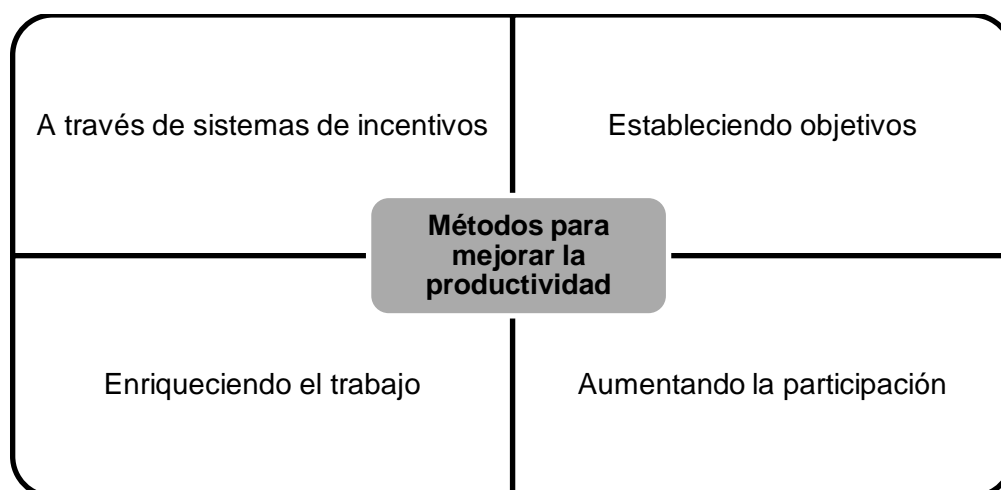 A través de sistemas de incentivos
Estableciendo objetivos
Métodos para
mejorar la
productividad
Enriqueciendo el trabajo
Aumentando la participación